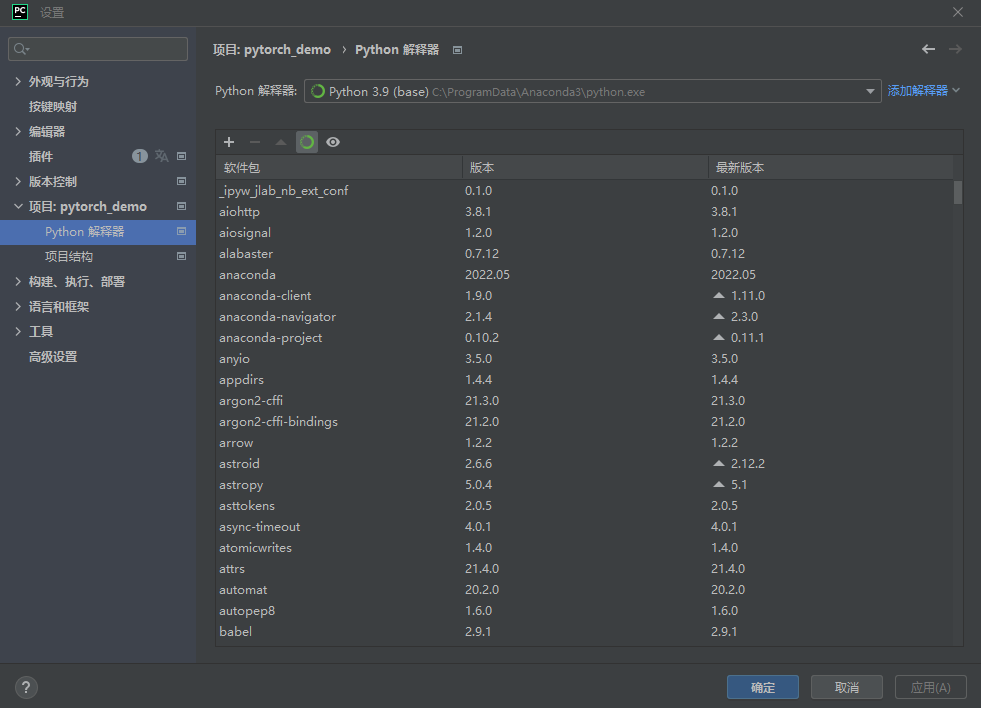 PC 设置
项目: pytorch_demo › Python 解释器
外观与行为
按键映射
编辑器
插件 1
版本控制
项目: pytorch_demo
Python 解释器
项目结构
构建、执行、部署
语言和框架
工具
高级设置
Python 解释器: Python 3.9 (base) C:\ProgramData\Anaconda3\python.exe 添加解释器
软件包 版本 最新版本
_ipyw_jlab_nb_ext_conf 0.1.0 0.1.0
aiohttp 3.8.1 3.8.1
aiosignal 1.2.0 1.2.0
alabaster 0.7.12 0.7.12
anaconda 2022.05 2022.05
anaconda-client 1.9.0 1.11.0
anaconda-navigator 2.1.4 2.3.0
anaconda-project 0.10.2 0.11.1
anyio 3.5.0 3.5.0
appdirs 1.4.4 1.4.4
argon2-cffi 21.3.0 21.3.0
argon2-cffi-bindings 21.2.0 21.2.0
arrow 1.2.2 1.2.2
astroid 2.6.6 2.12.2
astropy 5.0.4 5.1
asttokens 2.0.5 2.0.5
async-timeout 4.0.1 4.0.1
atomicwrites 1.4.0 1.4.0
attrs 21.4.0 21.4.0
automat 20.2.0 20.2.0
autopep8 1.6.0 1.6.0
babel 2.9.1 2.9.1
? 确定 取消 应用(A)